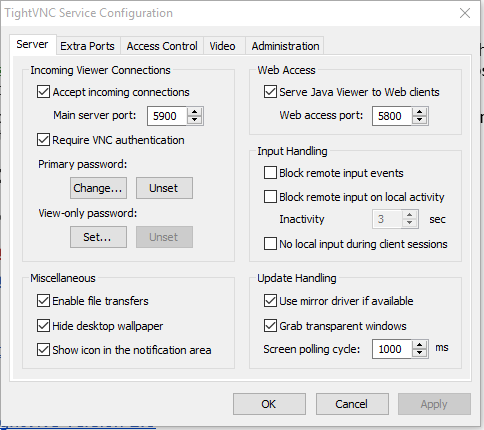 TightVNC Service Configuration
Server
Extra Ports
Access Control
Video
Administration
Incoming Viewer Connections
Accept incoming connections
Main server port: 5900
Require VNC authentication
Primary password:
Change... Unset
View-only password:
Set... Unset
Web Access
Serve Java Viewer to Web clients
Web access port: 5800
Input Handling
Block remote input events
Block remote input on local activity
Inactivity 3 sec
No local input during client sessions
Miscellaneous
Enable file transfers
Hide desktop wallpaper
Show icon in the notification area
Update Handling
Use mirror driver if available
Grab transparent windows
Screen polling cycle: 1000 ms
OK Cancel Apply